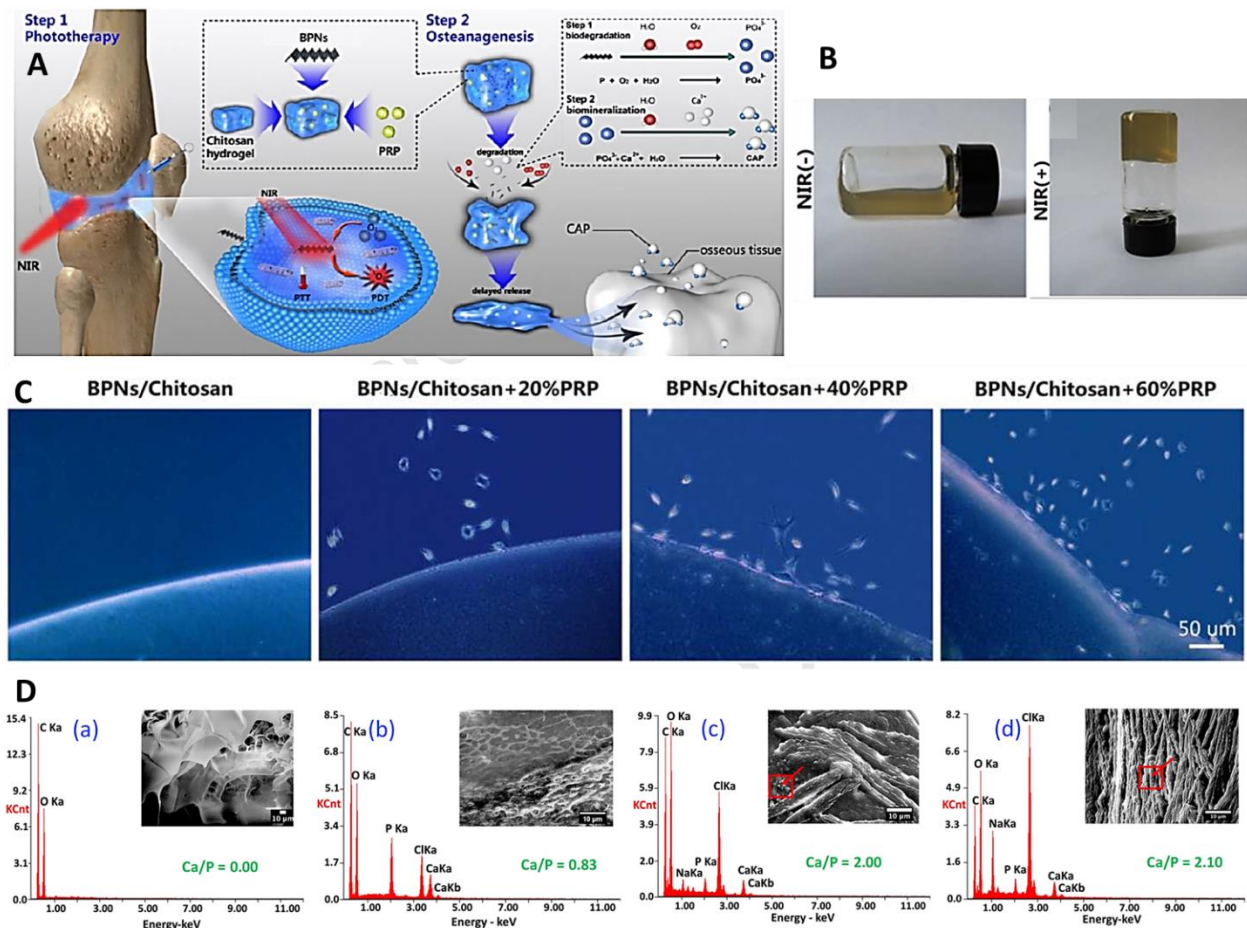 Step 1
Phototherapy
A
BPNs
Chitosan
hydrogel
PRP
Step 2
Osteanagenesis
Step 1
biodegradation
H₂O
O₂
PO₄³⁻
P + O₂ + H₂O
PO₄³⁻
Step 2
biomineralization
H₂O
Ca²⁺
PO₄³⁻+Ca²⁺ + H₂O
CAP
degradation
NIR
NIR
PTT
PDT
delayed release
CAP
osseous tissue
B
NIR(-)
NIR(+)
C
BPNs/Chitosan
BPNs/Chitosan+20%PRP
BPNs/Chitosan+40%PRP
BPNs/Chitosan+60%PRP
50 um
D
(a)
15.4
12.3
9.2
KCnt
6.1
3.1
0.0
C Ka
O Ka
10 µm
Ca/P = 0.00
1.00 3.00 5.00 7.00 9.00
Energy-keV
(b)
8.5
6.8
5.1
KCnt
3.4
1.7
0.0
C Ka
O Ka
P Ka
ClKa
CaKa
CaKb
10 µm
Ca/P = 0.83
1.00 3.00 5.00 7.00 9.00
Energy - keV
(c)
9.9
7.9
5.9
KCnt
4.0
2.0
0.0
O Ka
C Ka
NaKa
P Ka
ClKa
CaKa
CaKb
10 µm
Ca/P = 2.00
1.00 3.00 5.00 7.00 9.00
Energy - keV
(d)
8.2
6.6
4.9
KCnt
3.3
1.6
0.0
O Ka
C Ka
NaKa
P Ka
ClKa
CaKa
CaKb
10 µm
Ca/P = 2.10
1.00 3.00 5.00 7.00 9.00
Energy - keV